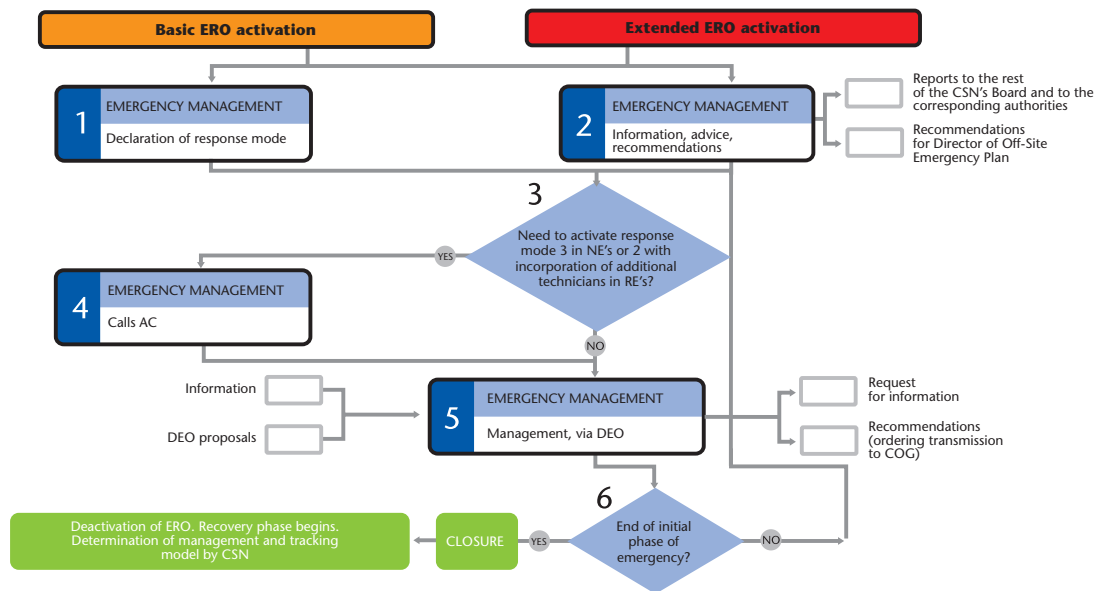 Basic ERO activation
Extended ERO activation
1
EMERGENCY MANAGEMENT
Declaration of response mode
2
EMERGENCY MANAGEMENT
Information, advice,
recommendations
Reports to the rest
of the CSN's Board and to the
corresponding authorities
Recommendations
for Director of Off-Site
Emergency Plan
3
Need to activate response
mode 3 in NE's or 2 with
incorporation of additional
technicians in RE's?
YES
NO
4
EMERGENCY MANAGEMENT
Calls AC
Information
DEO proposals
5
EMERGENCY MANAGEMENT
Management, via DEO
Request
for information
Recommendations
(ordering transmission
to COG)
6
End of initial
phase of
emergency?
YES
NO
CLOSURE
Deactivation of ERO. Recovery phase begins.
Determination of management and tracking
model by CSN